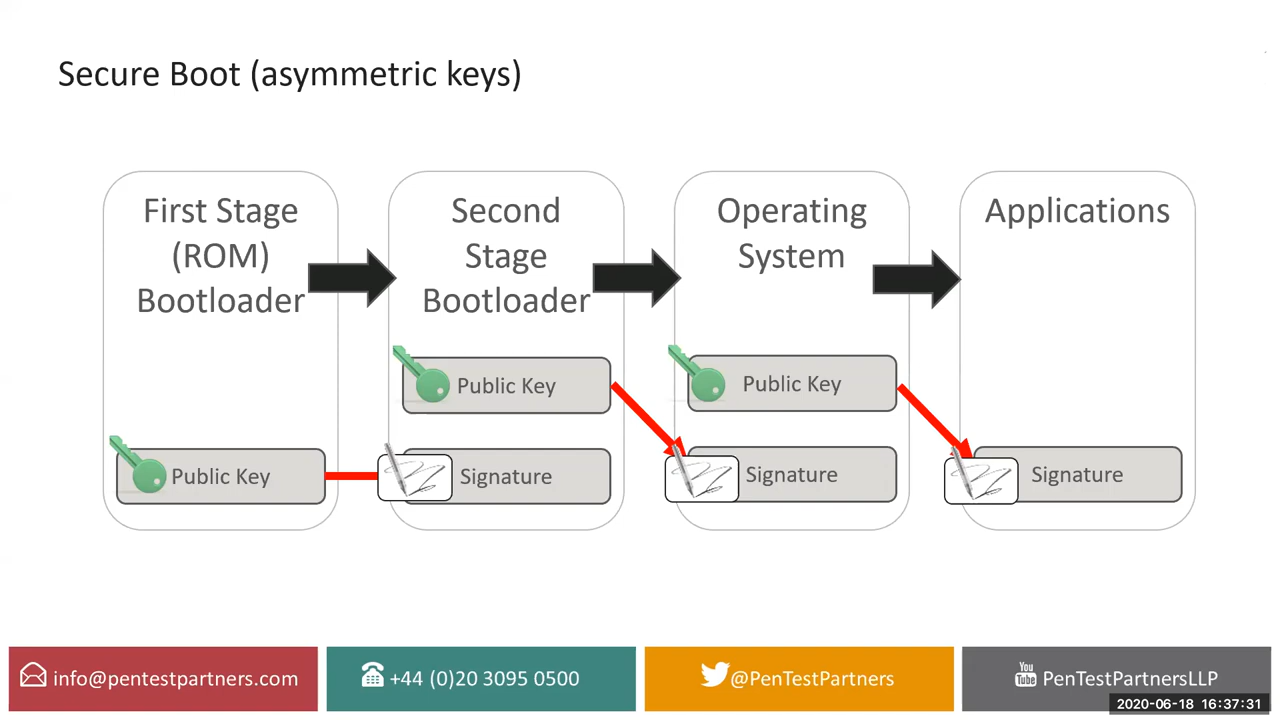 Secure Boot (asymmetric keys)
First Stage
(ROM)
Bootloader
Public Key
Second
Stage
Bootloader
Public Key
Signature
Operating
System
Public Key
Signature
Applications
Signature
info@pentestpartners.com
+44 (0)20 3095 0500
@PenTestPartners
You
Tube
PenTestPartnersLLP
2020-06-18 16:37:31